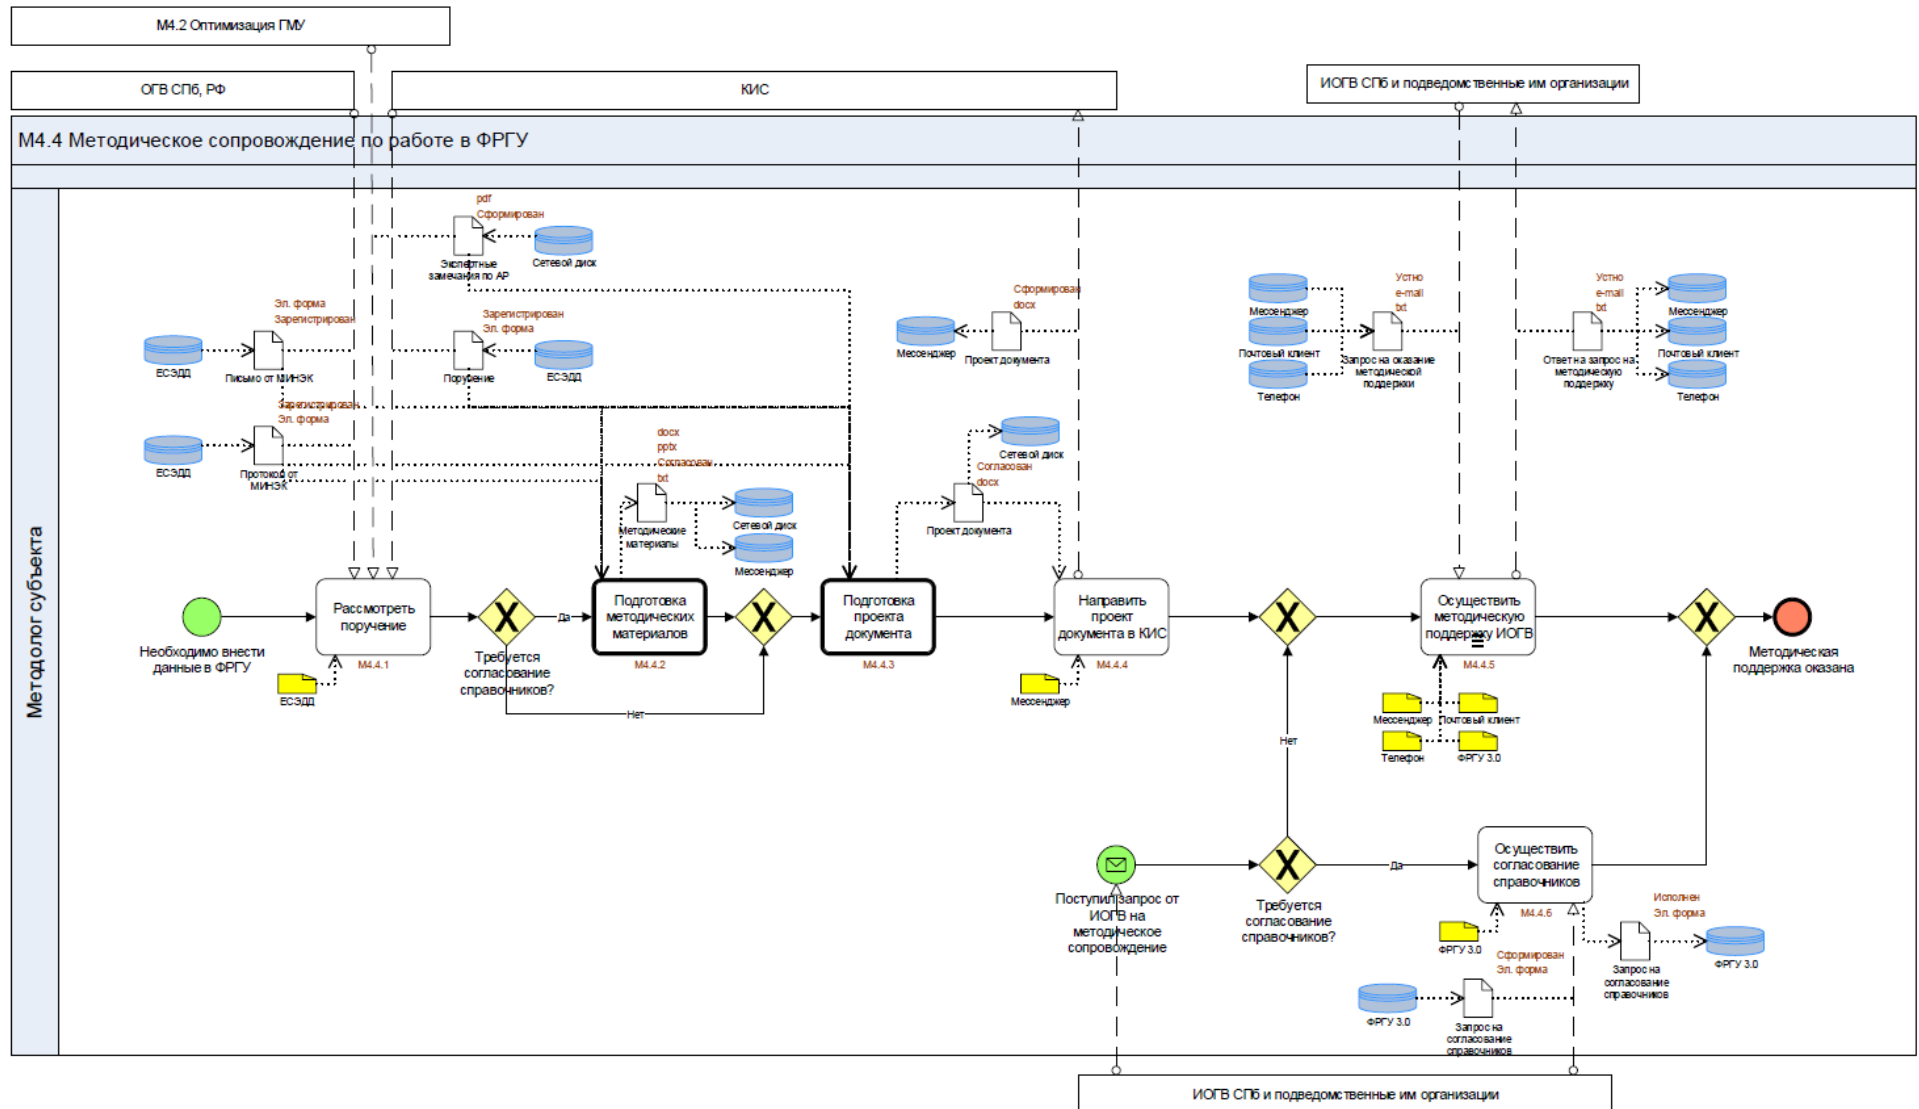 М4.2 Оптимизация ГМУ
ОГВ СПб, РФ
КИС
ИОГВ СПб и подведомственные им организации
М4.4 Методическое сопровождение по работе в ФРГУ
Методолог субъекта
pdf
Сформирован
Экспертные
замечания по АР
Сетевой диск
Эл. форма
Зарегистрирован
ЕСЭДД
Письмо от МИНЭК
Зарегистрирован
Эл. форма
Поручение
ЕСЭДД
Зарегистрирован
Эл. форма
ЕСЭДД
Протокол от
МИНЭК
docx
pptx
Согласован
txt
Методические
материалы
Сетевой диск
Мессенджер
Сформирован
docx
Мессенджер
Проект документа
Сетевой диск
Согласован
docx
Проект документа
Мессенджер
Почтовый клиент
Телефон
Устно
e-mail
txt
Запрос на оказание
методической
поддержки
Устно
e-mail
txt
Ответ на запрос на
методическую
поддержку
Мессенджер
Почтовый клиент
Телефон
Необходимо внести
данные в ФРГУ
Рассмотреть
поручение
М4.4.1
ЕСЭДД
Требуется
согласование
справочников?
Да
Нет
Подготовка
методических
материалов
М4.4.2
Подготовка
проекта
документа
М4.4.3
Направить
проект
документа в КИС
М4.4.4
Мессенджер
Осуществить
методическую
поддержку ИОГВ
М4.4.5
Мессенджер
Почтовый клиент
Телефон
ФРГУ 3.0
Методическая
поддержка оказана
Нет
Поступил запрос от
ИОГВ на
методическое
сопровождение
Требуется
согласование
справочников?
Да
Осуществить
согласование
справочников
М4.4.6
ФРГУ 3.0
Исполнен
Эл. форма
Запрос на
согласование
справочников
ФРГУ 3.0
Сформирован
Эл. форма
ФРГУ 3.0
Запрос на
согласование
справочников
ИОГВ СПб и подведомственные им организации